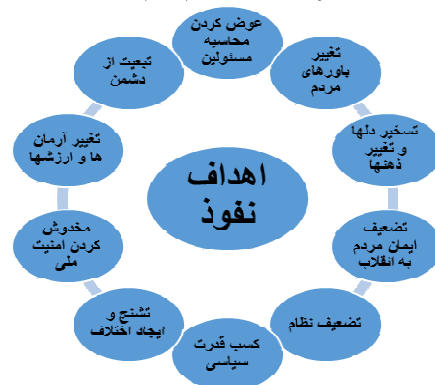 عوض کردن
محاسبه
مسئولین
تغییر
باورهای
مردم
تسخیر دلها
و تغییر
ذهنها
تضعیف
ایمان مردم
به انقلاب
تضعیف نظام
کسب قدرت
سیاسی
تشنج و
ایجاد اختلاف
مخدوش
کردن امنیت
ملی
تغییر آرمان
ها و ارزشها
تبعیت از
دشمن
اهداف
نفوذ